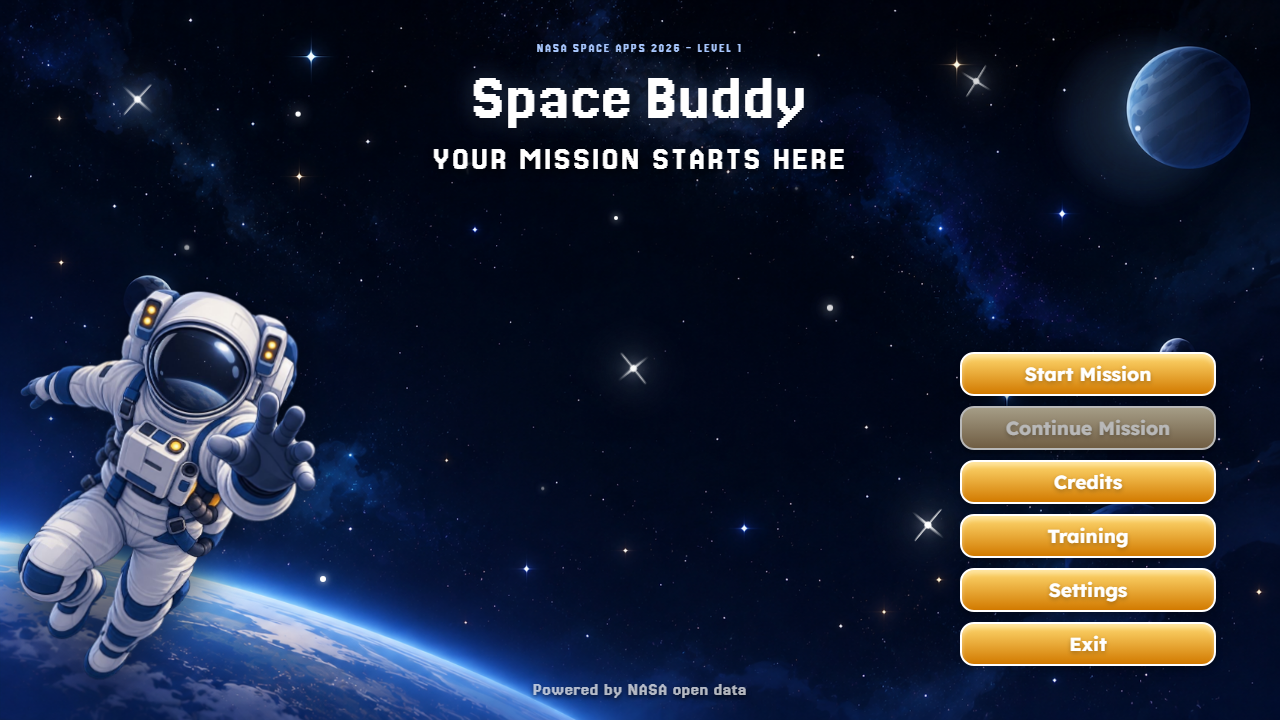 NASA SPACE APPS 2026 - LEVEL 1
Space Buddy
YOUR MISSION STARTS HERE
Start Mission
Continue Mission
Credits
Training
Settings
Exit
Powered by NASA open data